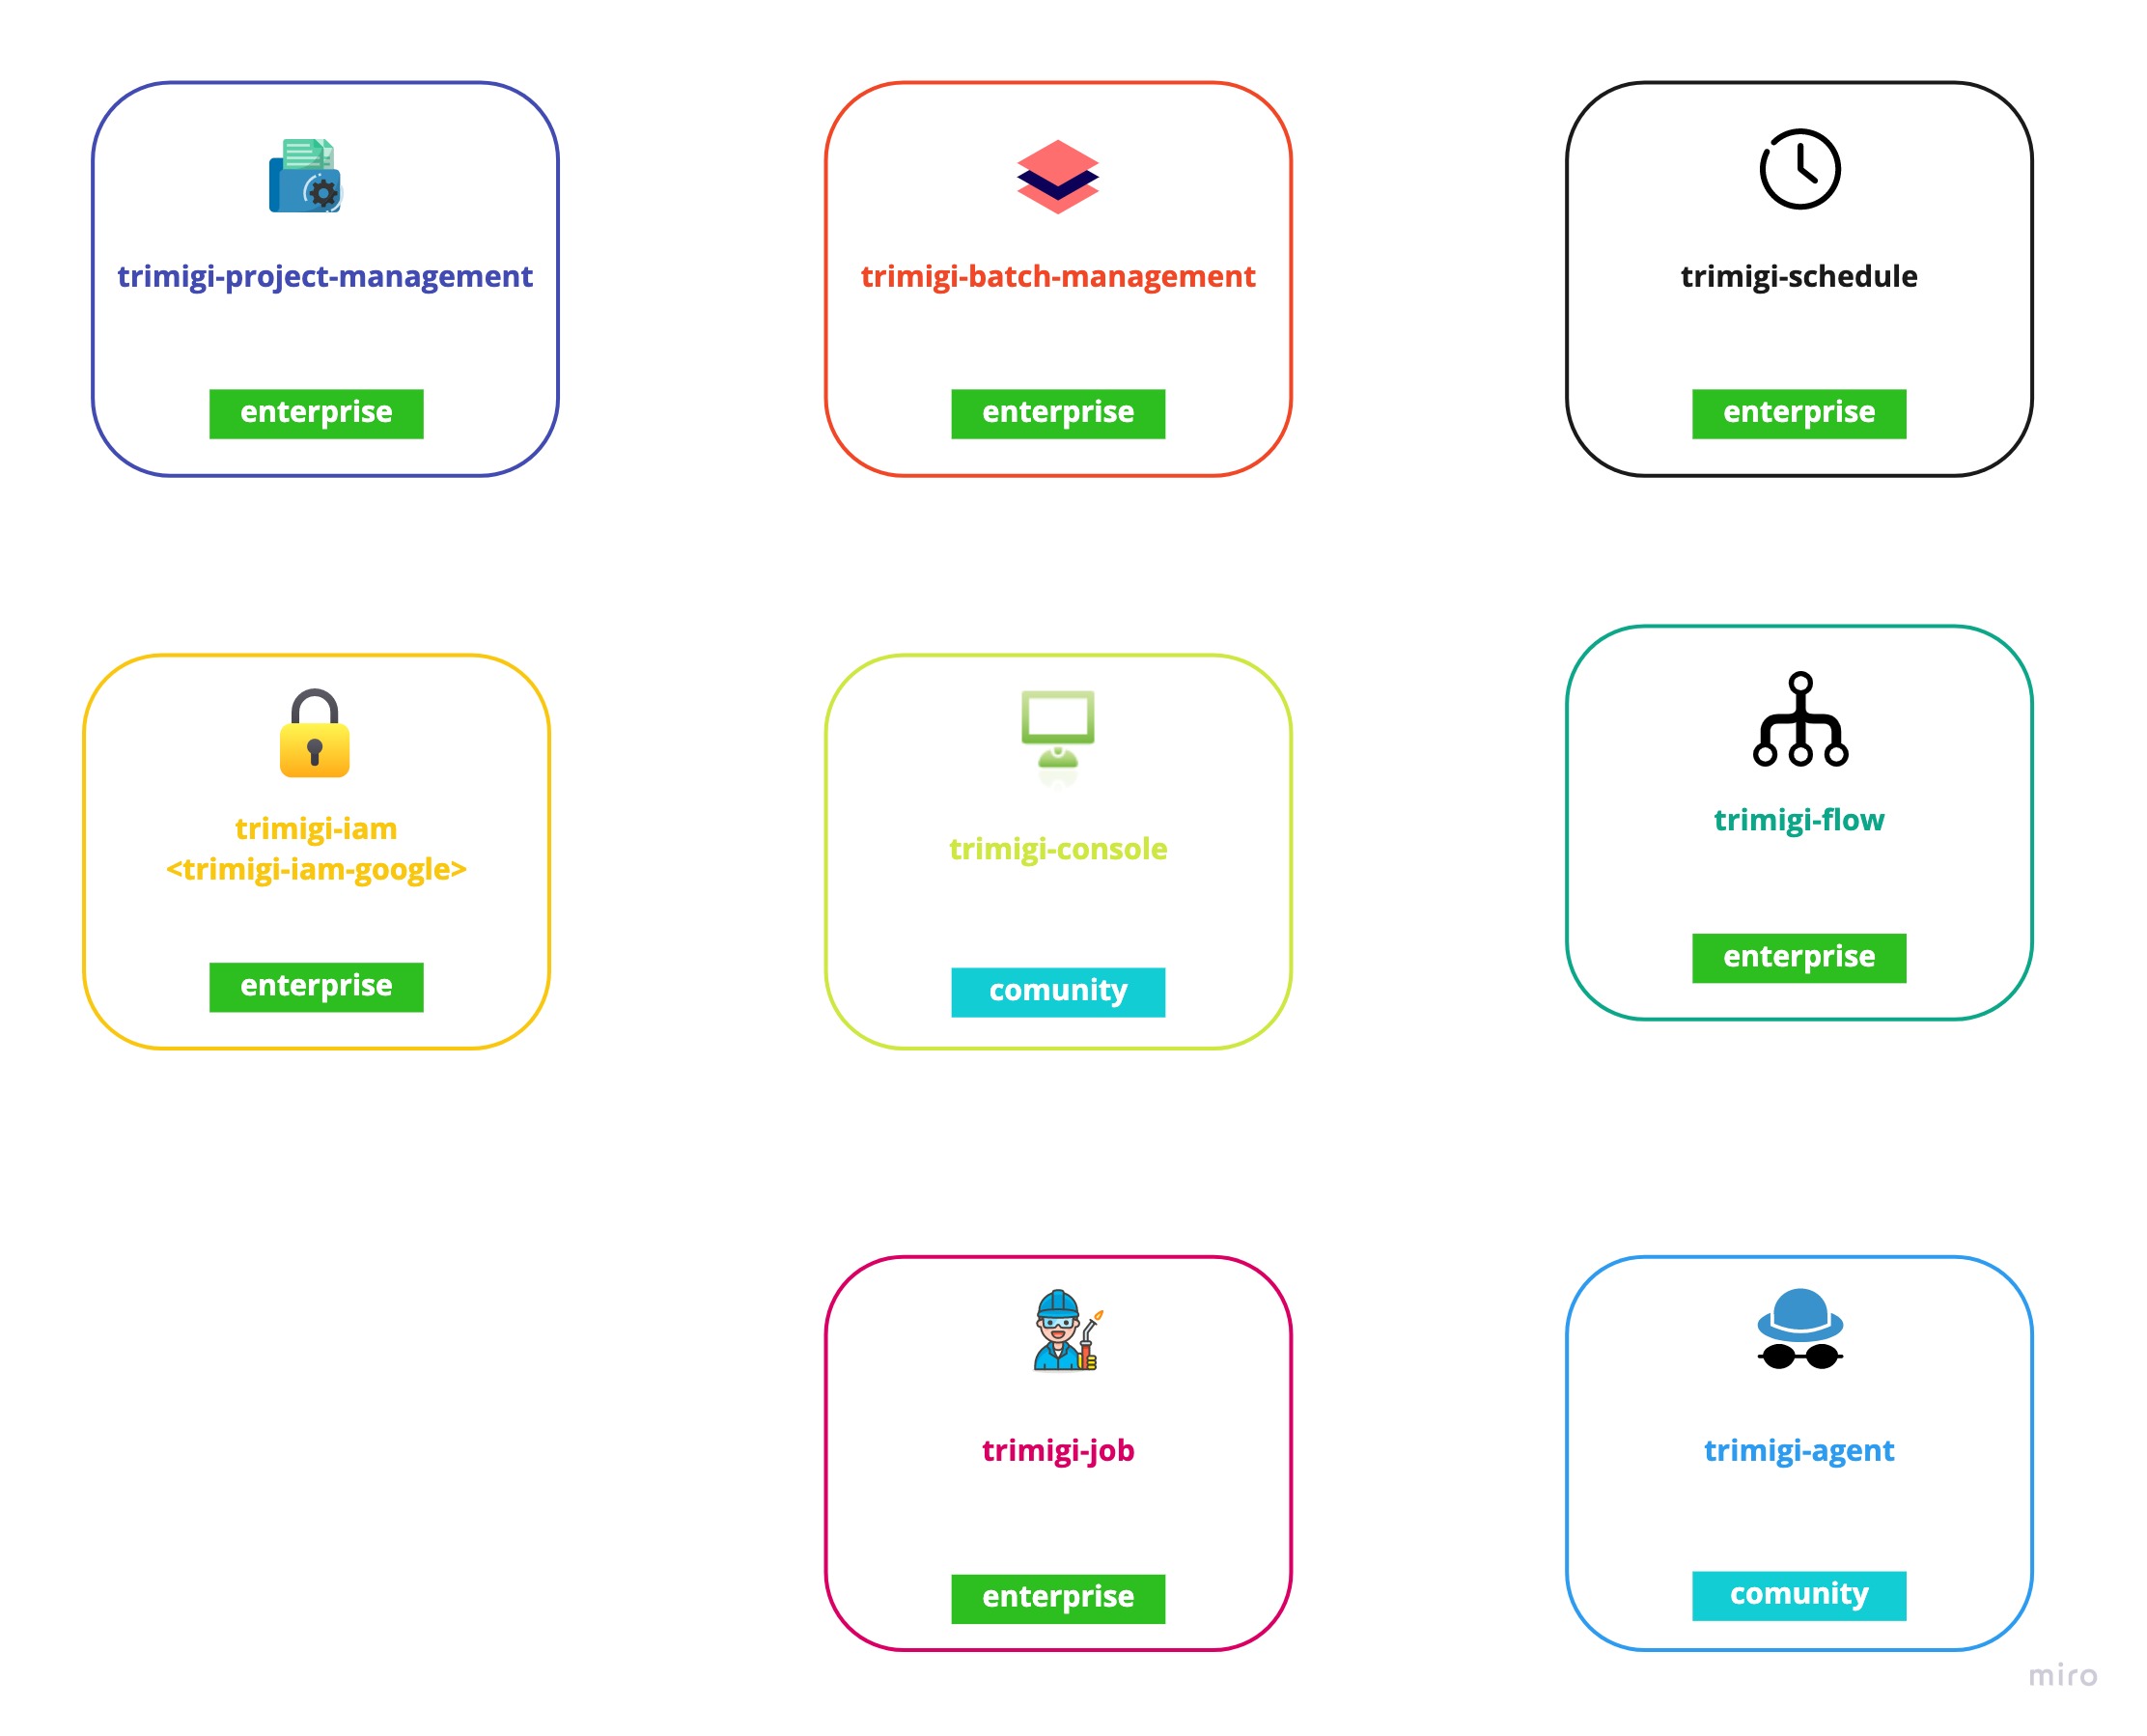 trimigi-project-management
enterprise
trimigi-batch-management
enterprise
trimigi-schedule
enterprise
trimigi-iam
<trimigi-iam-google>
enterprise
trimigi-console
comunity
trimigi-flow
enterprise
trimigi-job
enterprise
trimigi-agent
comunity
miro